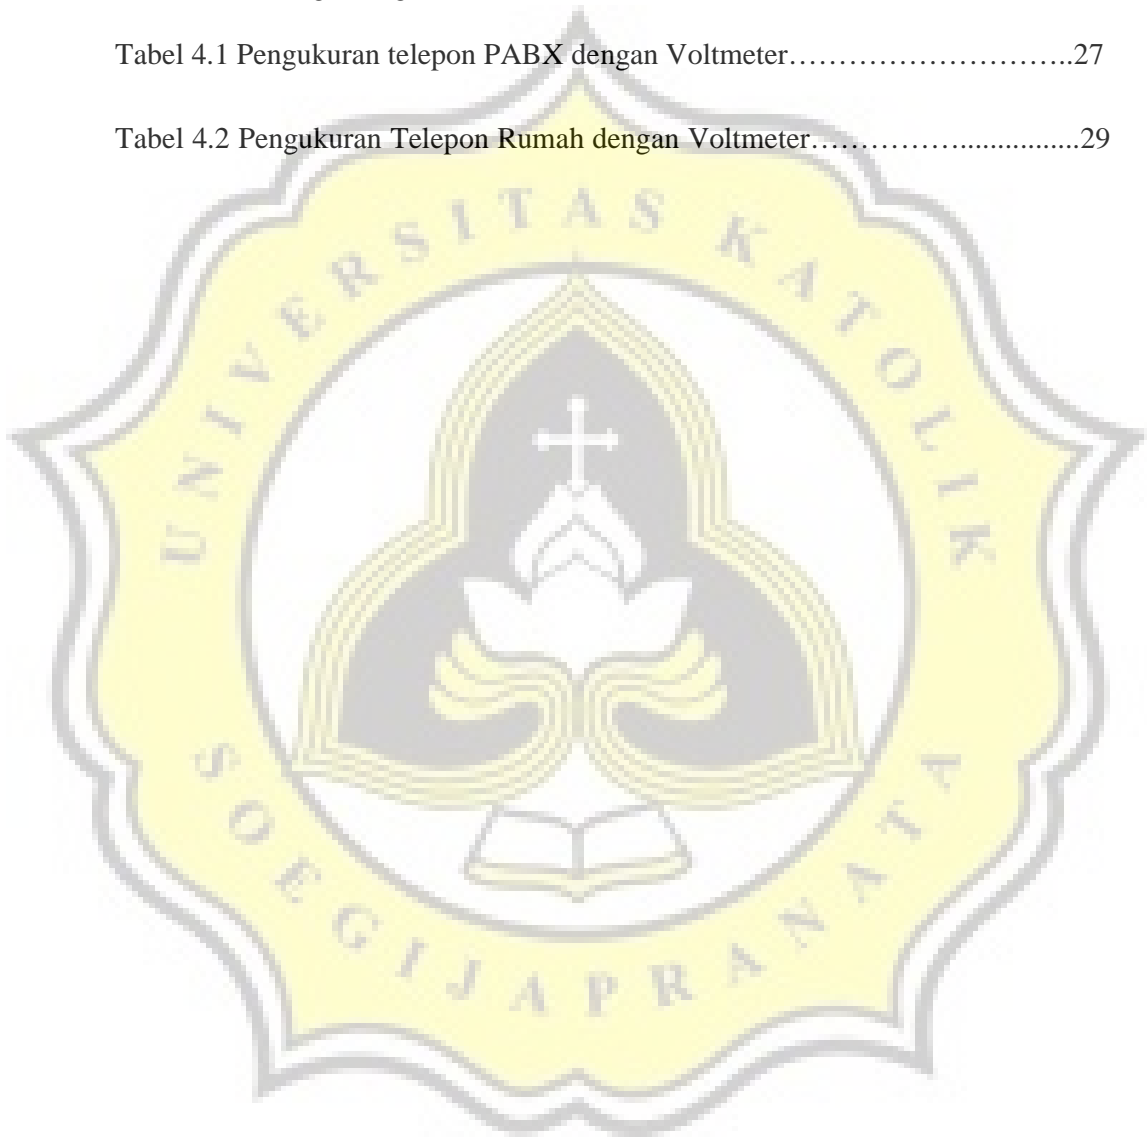 Tabel 4.1 Pengukuran telepon PABX dengan Voltmeter………………………..27
Tabel 4.2 Pengukuran Telepon Rumah dengan Voltmeter……………................29
UNIVERSITAS KATOLIK
SOEGIJAPRANATA